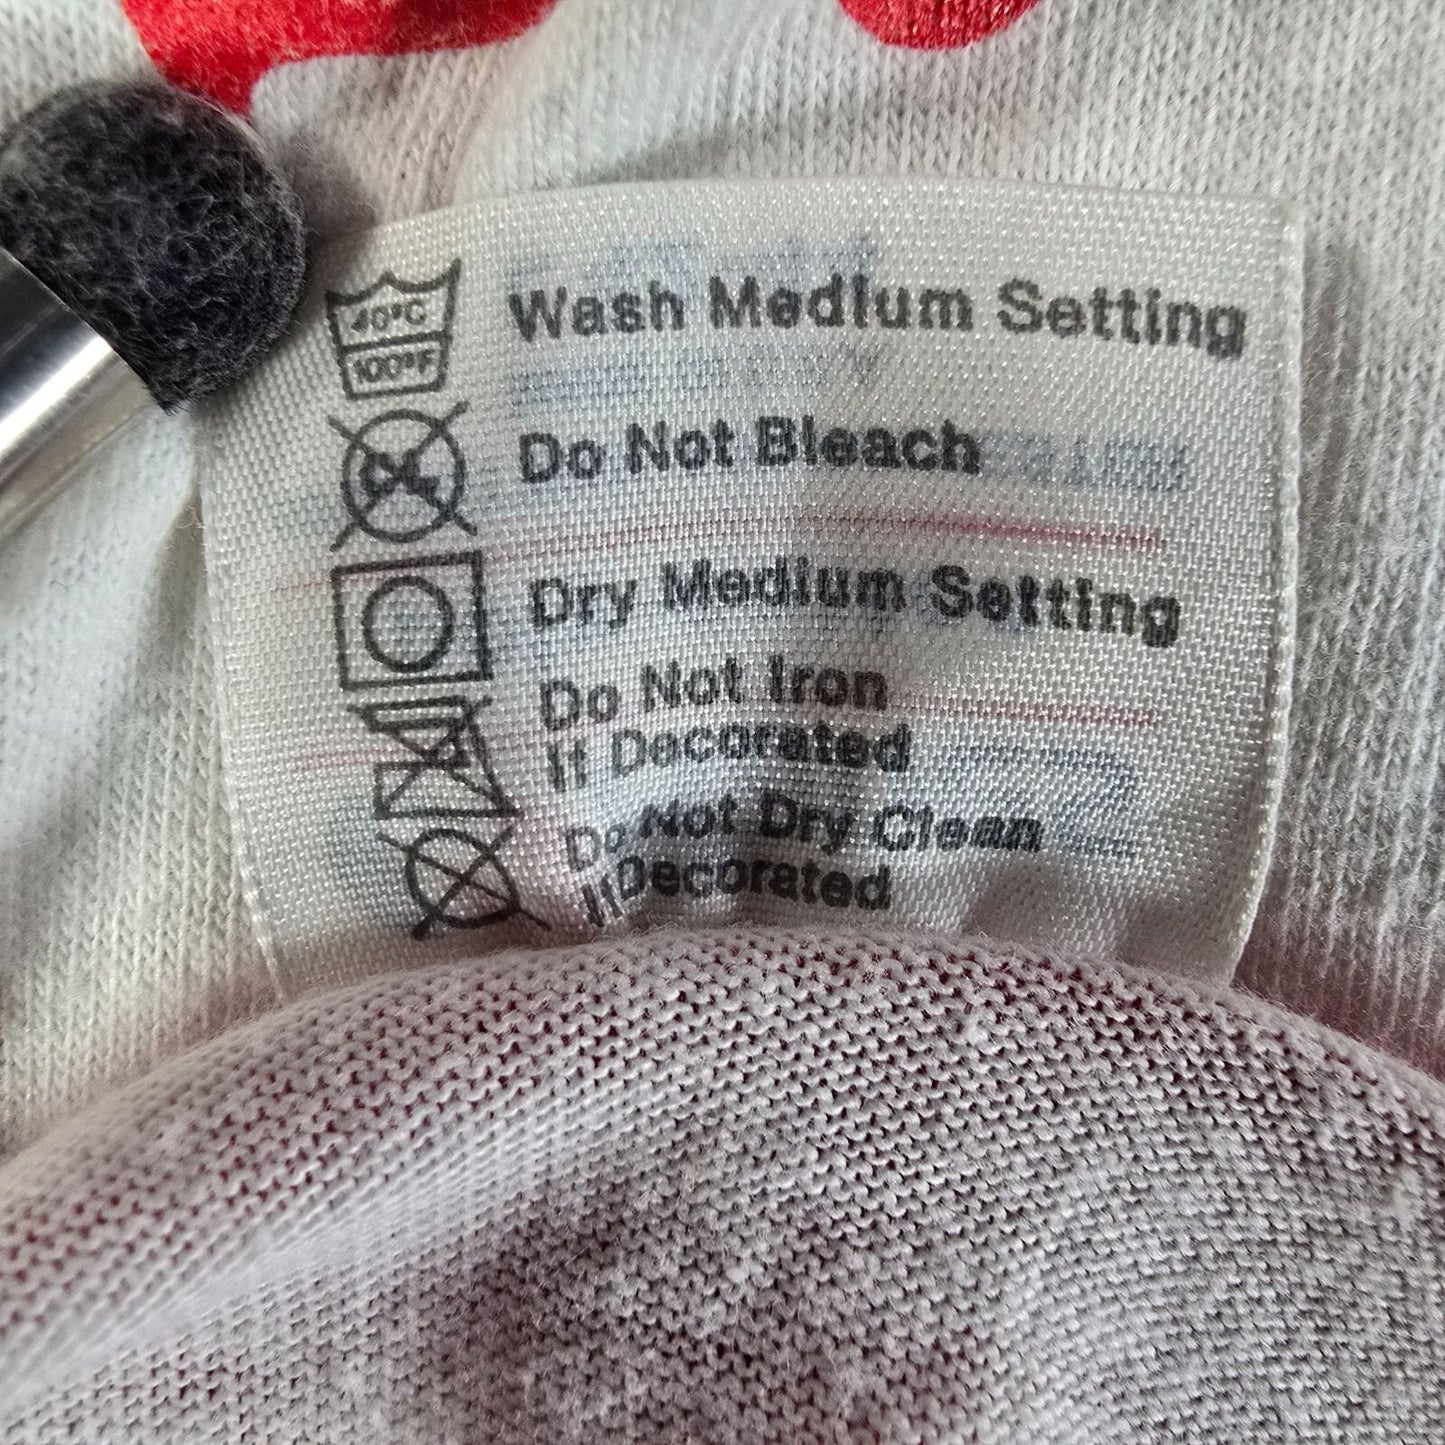 40°C
100°F
Wash Medium Setting
Do Not Bleach
Dry Medium Setting
Do Not Iron
If Decorated
Do Not Dry Clean
If Decorated